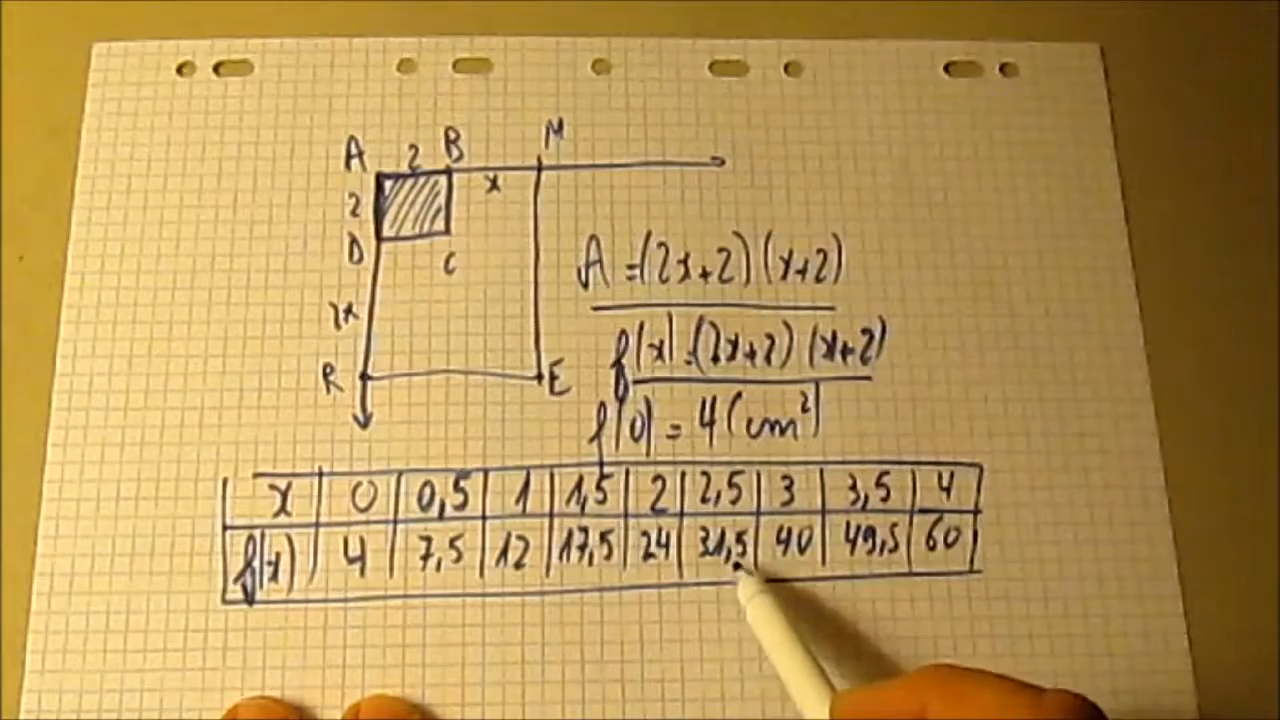 A 2 B M
2 x
D C
2x
R E
A = (2x+2) (x+2)
f(x) = (2x+2) (x+2)
f(0) = 4 (cm²)
x 0 0,5 1 1,5 2 2,5 3 3,5 4
f(x) 4 7,5 12 17,5 24 31,5 40 49,5 60